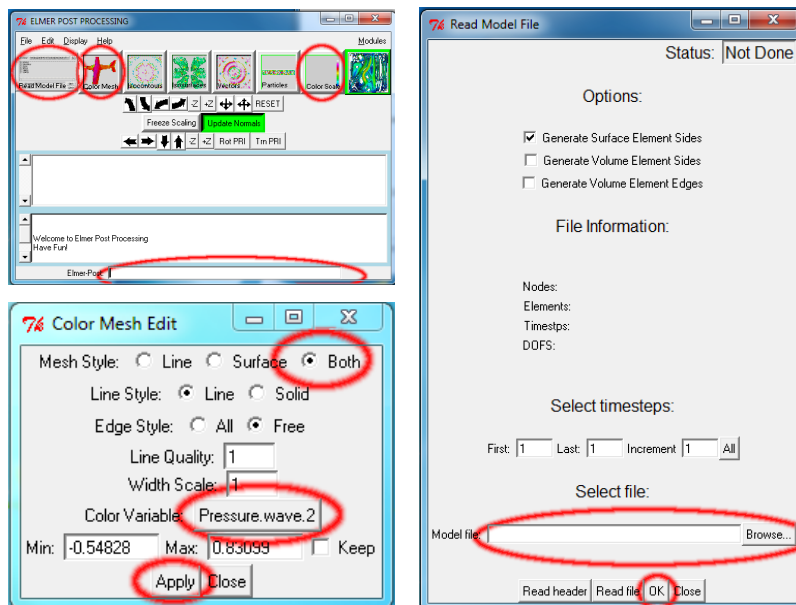 ELMER POST PROCESSING
File Edit Display Help Modules
Read Model File ... Color Mesh Isocontours Isosurfaces Vectors Particles Color Scale
-Z +Z RESET
Freeze Scaling Update Normals
-Z +Z Rot PRI Trn PRI
Welcome to Elmer Post Processing
Have Fun!
Elmer-Post:
Color Mesh Edit
Mesh Style: Line Surface Both
Line Style: Line Solid
Edge Style: All Free
Line Quality: 1
Width Scale: 1
Color Variable: Pressure.wave.2
Min: -0.54828 Max: 0.83099 Keep
Apply Close
Read Model File
Status: Not Done
Options:
Generate Surface Element Sides
Generate Volume Element Sides
Generate Volume Element Edges
File Information:
Nodes:
Elements:
Timestps:
DOFS:
Select timesteps:
First: 1 Last: 1 Increment 1 All
Select file:
Model file: Browse...
Read header Read file OK Close